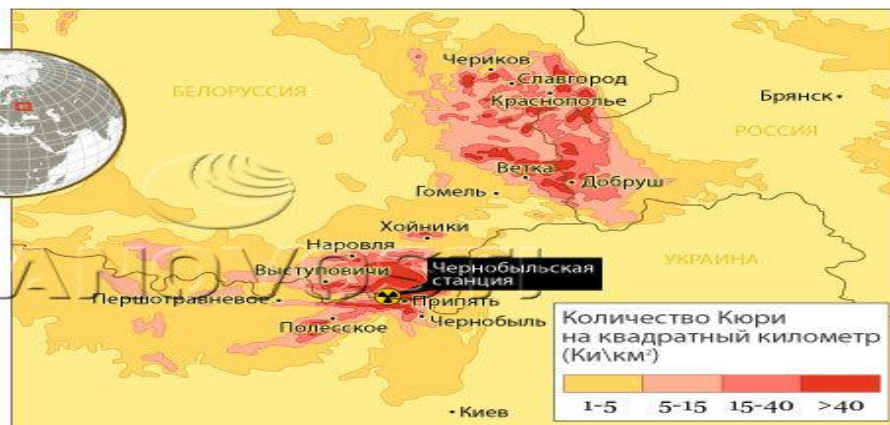 Чериков
Славгород
Краснополье
Брянск
БЕЛОРУССИЯ
РОССИЯ
Ветка
Добруш
Гомель
Хойники
Наровля
УКРАИНА
Выступовичи
Чернобыльская
станция
ANOVOSTI
Першотравневое
Припять
Полесское
Чернобыль
Количество Кюри
на квадратный километр
(Ки\км²)
1-5 5-15 15-40 >40
Киев